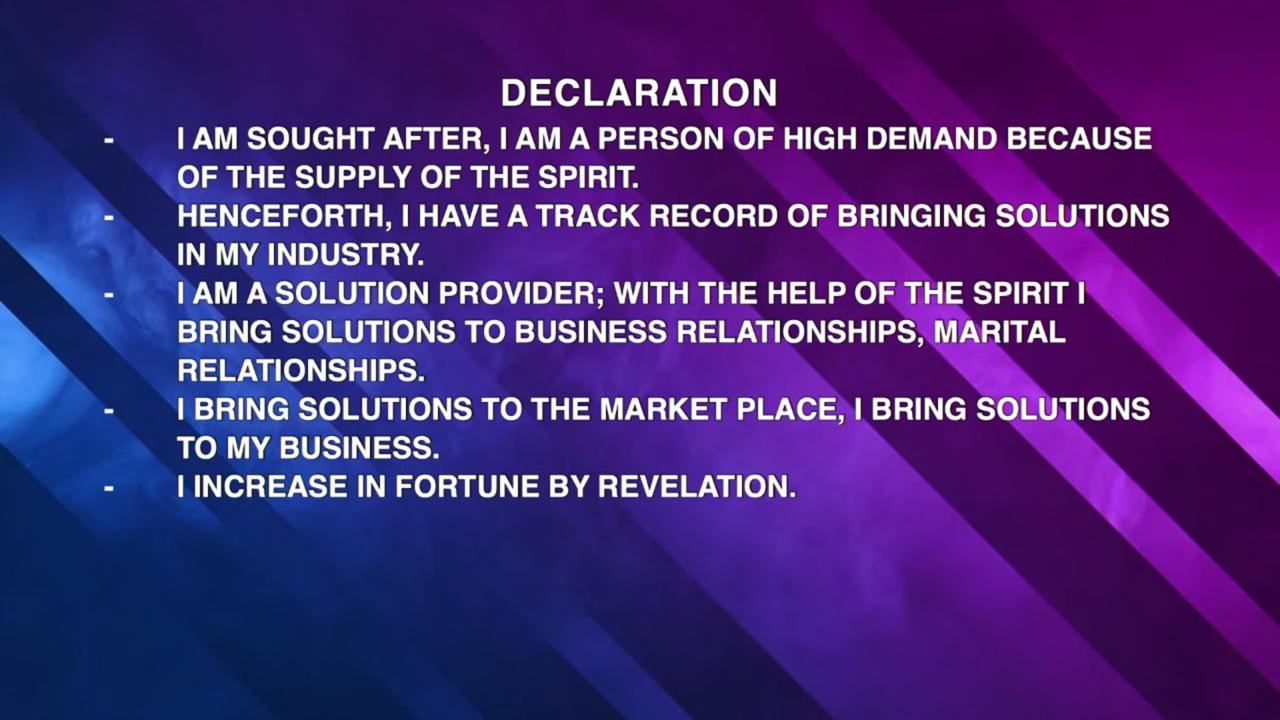 DECLARATION
- I AM SOUGHT AFTER, I AM A PERSON OF HIGH DEMAND BECAUSE
OF THE SUPPLY OF THE SPIRIT.
- HENCEFORTH, I HAVE A TRACK RECORD OF BRINGING SOLUTIONS
IN MY INDUSTRY.
- I AM A SOLUTION PROVIDER; WITH THE HELP OF THE SPIRIT I
BRING SOLUTIONS TO BUSINESS RELATIONSHIPS, MARITAL
RELATIONSHIPS.
- I BRING SOLUTIONS TO THE MARKET PLACE, I BRING SOLUTIONS
TO MY BUSINESS.
- I INCREASE IN FORTUNE BY REVELATION.